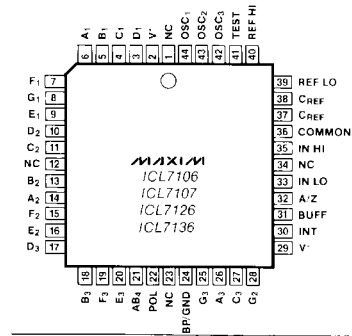 A1 B1 C1 D1 V+ NC OSC1 OSC2 OSC3 TEST REF HI
6 5 4 3 2 1 44 43 42 41 40
F1 7
G1 8
E1 9
D2 10
C2 11
NC 12
B2 13
A2 14
F2 15
E2 16
D3 17
MAXIM
ICL7106
ICL7107
ICL7126
ICL7136
39 REF LO
38 CREF
37 CREF
36 COMMON
35 IN HI
34 NC
33 IN LO
32 A/Z
31 BUFF
30 INT
29 V-
18 19 20 21 22 23 24 25 26 27 28
B3 F3 E3 AB4 POL NC BP/GND G3 A3 C3 G2